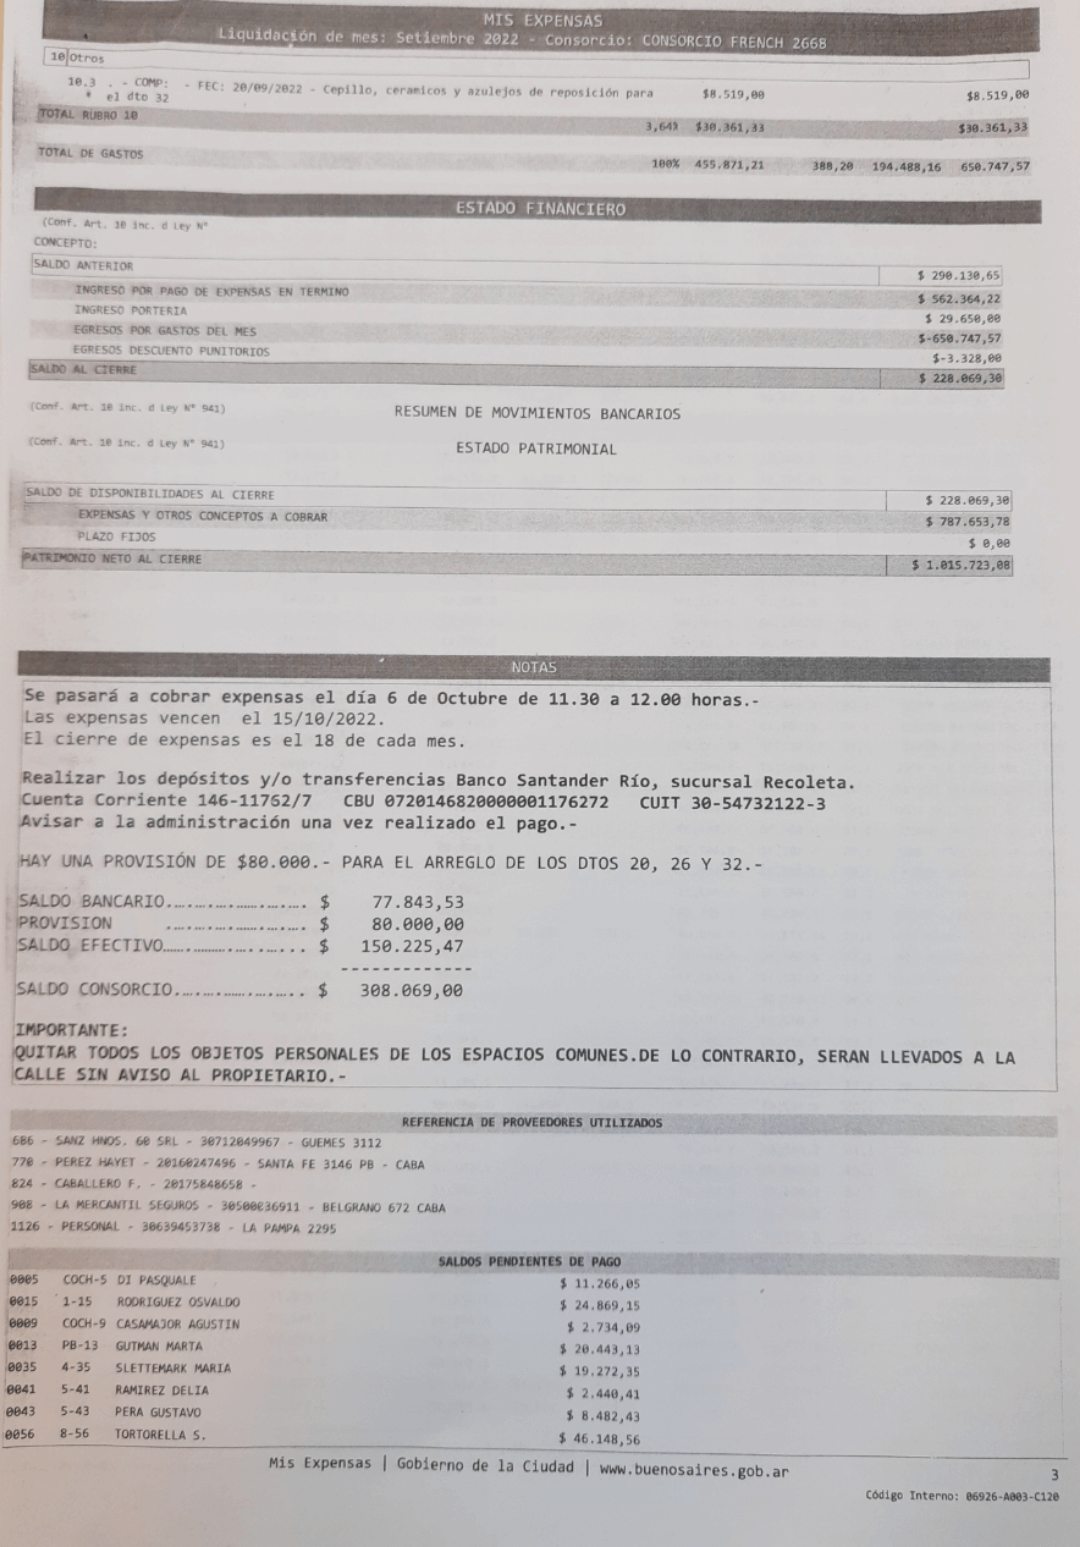 MIS EXPENSAS
Liquidación de mes: Setiembre 2022 - Consorcio: CONSORCIO FRENCH 2668
10 Otros
10.3 . - COMP: - FEC: 20/09/2022 - Cepillo, ceramicos y azulejos de reposición para $8.519,00 $8.519,00
* el dto 32
TOTAL RUBRO 10 3,64% $30.361,33 $30.361,33
TOTAL DE GASTOS 100% 455.871,21 388,20 194.488,16 650.747,57
ESTADO FINANCIERO
(Conf. Art. 10 inc. d Ley N°
CONCEPTO:
SALDO ANTERIOR $ 290.130,65
INGRESO POR PAGO DE EXPENSAS EN TERMINO $ 562.364,22
INGRESO PORTERIA $ 29.650,00
EGRESOS POR GASTOS DEL MES $-650.747,57
EGRESOS DESCUENTO PUNITORIOS $-3.328,00
SALDO AL CIERRE $ 228.069,30
(Conf. Art. 10 inc. d Ley N° 941) RESUMEN DE MOVIMIENTOS BANCARIOS
(Conf. Art. 10 inc. d Ley N° 941) ESTADO PATRIMONIAL
SALDO DE DISPONIBILIDADES AL CIERRE $ 228.069,30
EXPENSAS Y OTROS CONCEPTOS A COBRAR $ 787.653,78
PLAZO FIJOS $ 0,00
PATRIMONIO NETO AL CIERRE $ 1.015.723,08
NOTAS
Se pasará a cobrar expensas el día 6 de Octubre de 11.30 a 12.00 horas.-
Las expensas vencen el 15/10/2022.
El cierre de expensas es el 18 de cada mes.
Realizar los depósitos y/o transferencias Banco Santander Río, sucursal Recoleta.
Cuenta Corriente 146-11762/7 CBU 0720146820000001176272 CUIT 30-54732122-3
Avisar a la administración una vez realizado el pago.-
HAY UNA PROVISIÓN DE $80.000.- PARA EL ARREGLO DE LOS DTOS 20, 26 Y 32.-
SALDO BANCARIO........................ $ 77.843,53
PROVISION ........................ $ 80.000,00
SALDO EFECTIVO........................ $ 150.225,47
-------------
SALDO CONSORCIO...................... $ 308.069,00
IMPORTANTE:
QUITAR TODOS LOS OBJETOS PERSONALES DE LOS ESPACIOS COMUNES.DE LO CONTRARIO, SERAN LLEVADOS A LA
CALLE SIN AVISO AL PROPIETARIO.-
REFERENCIA DE PROVEEDORES UTILIZADOS
686 - SANZ HNOS. 60 SRL - 30712049967 - GUEMES 3112
770 - PEREZ HAYET - 20160247496 - SANTA FE 3146 PB - CABA
824 - CABALLERO F. - 20175848658 -
908 - LA MERCANTIL SEGUROS - 30500036911 - BELGRANO 672 CABA
1126 - PERSONAL - 30639453738 - LA PAMPA 2295
SALDOS PENDIENTES DE PAGO
0005 COCH-5 DI PASQUALE $ 11.266,05
0015 1-15 RODRIGUEZ OSVALDO $ 24.869,15
0009 COCH-9 CASAMAJOR AGUSTIN $ 2.734,09
0013 PB-13 GUTMAN MARTA $ 20.443,13
0035 4-35 SLETTEMARK MARIA $ 19.272,35
0041 5-41 RAMIREZ DELIA $ 2.440,41
0043 5-43 PERA GUSTAVO $ 8.482,43
0056 8-56 TORTORELLA S. $ 46.148,56
Mis Expensas | Gobierno de la Ciudad | www.buenosaires.gob.ar
3
Código Interno: 06926-A003-C120